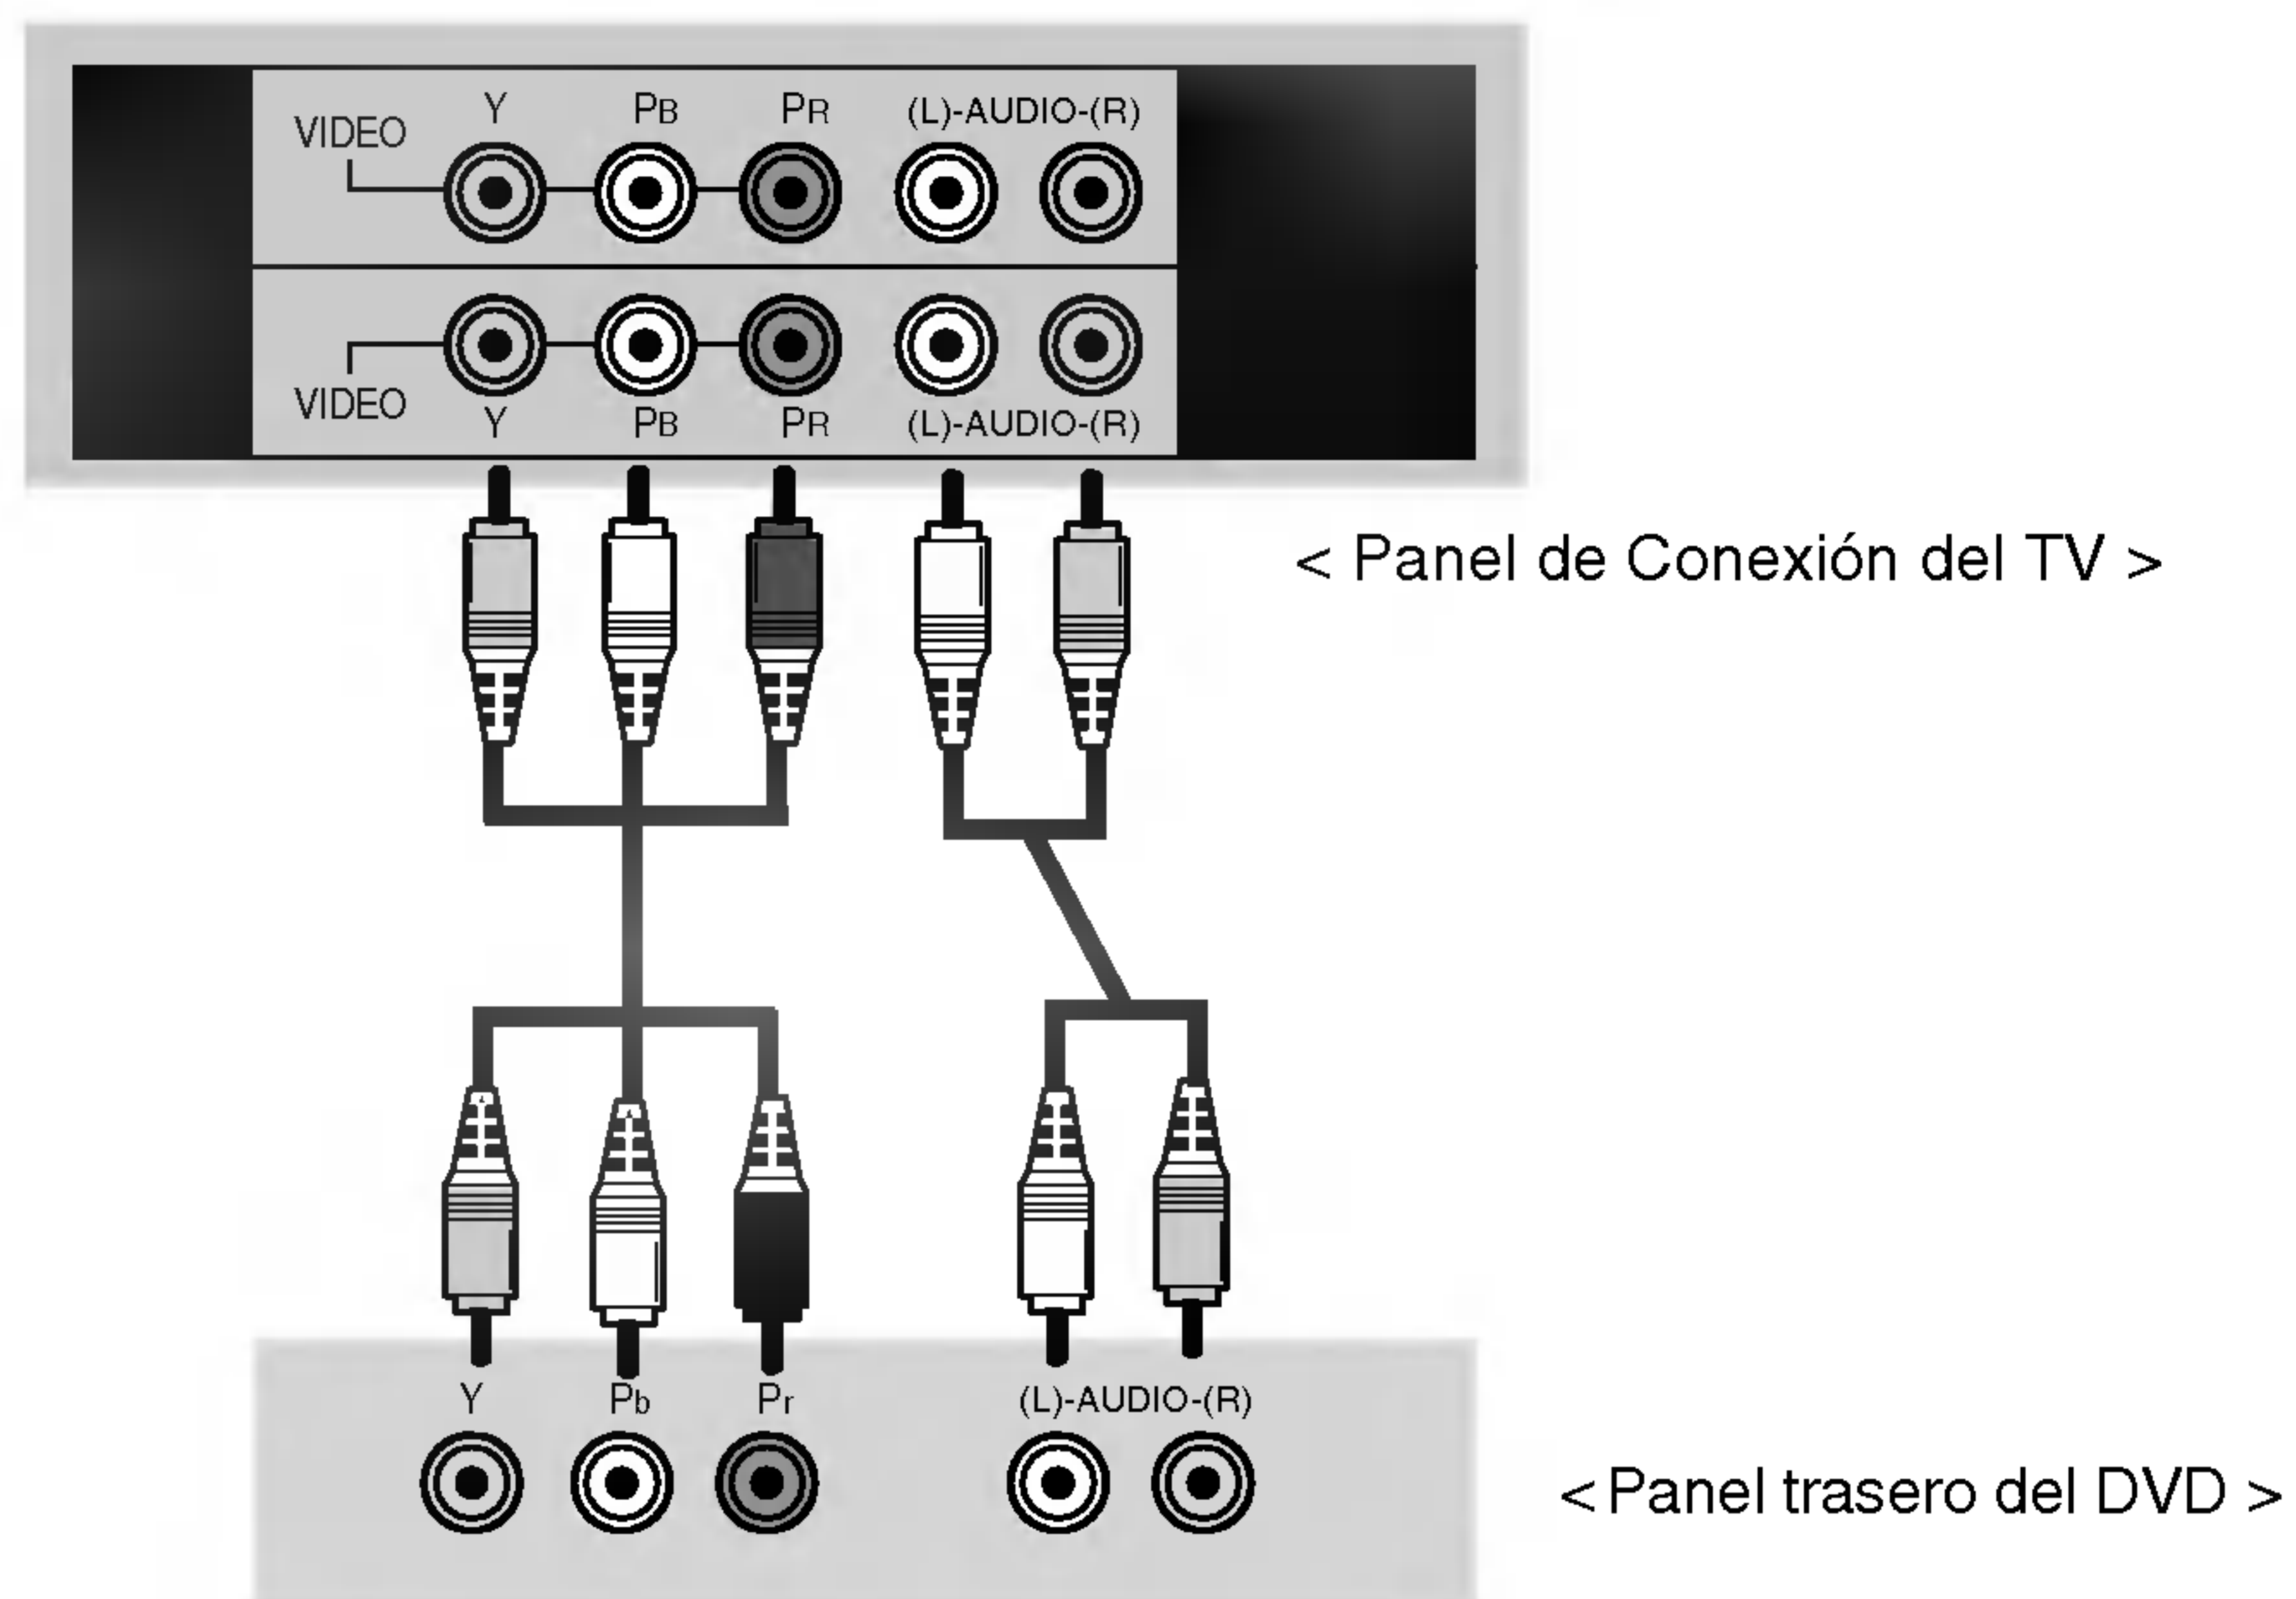 Y PB PR (L)-AUDIO-(R)
VIDEO
VIDEO
Y PB PR (L)-AUDIO-(R)
< Panel de Conexión del TV >
Y Pb Pr (L)-AUDIO-(R)
< Panel trasero del DVD >